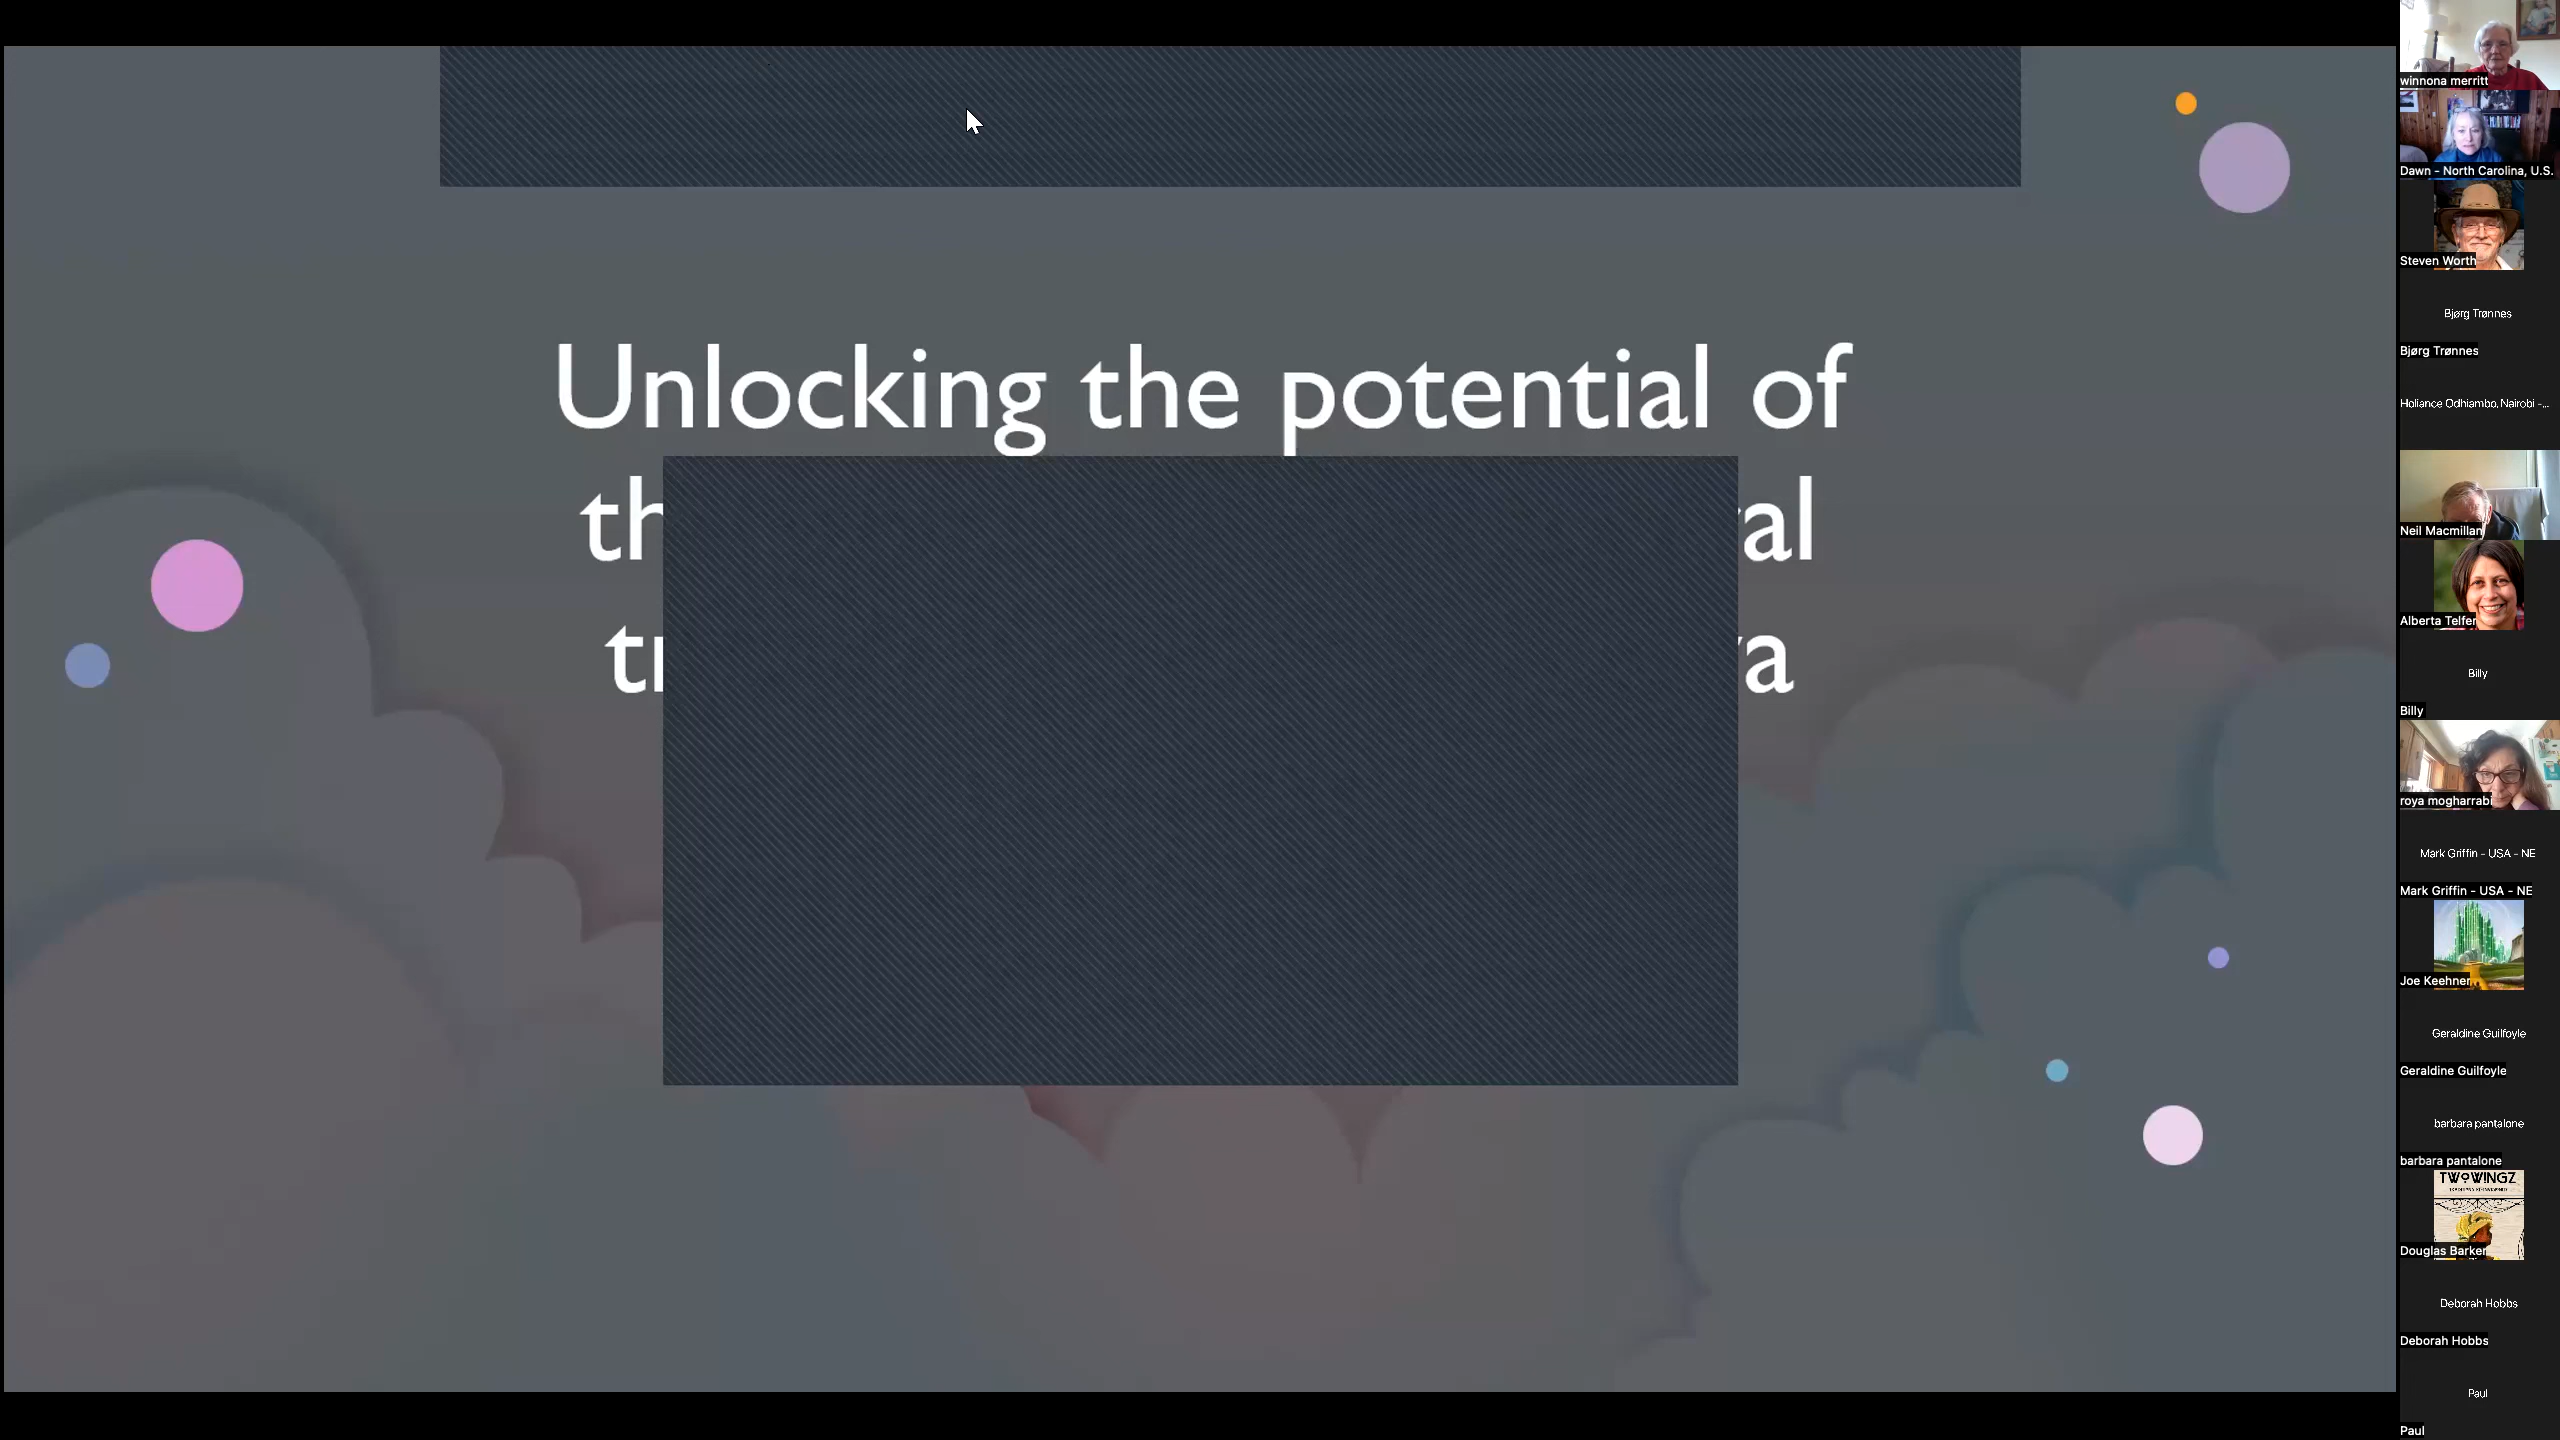 Unlocking the potential of
winnona merritt
Dawn - North Carolina, U.S.
Steven Worth
Bjørg Trønnes
Bjørg Trønnes
Holiance Odhiambo, Nairobi -...
Neil Macmillan
Alberta Telfer
Billy
Billy
roya mogharrabi
Mark Griffin - USA - NE
Mark Griffin - USA - NE
Joe Keehner
Geraldine Guilfoyle
Geraldine Guilfoyle
barbara pantalone
barbara pantalone
TWOWINGZ
Douglas Barker
Deborah Hobbs
Deborah Hobbs
Paul
Paul